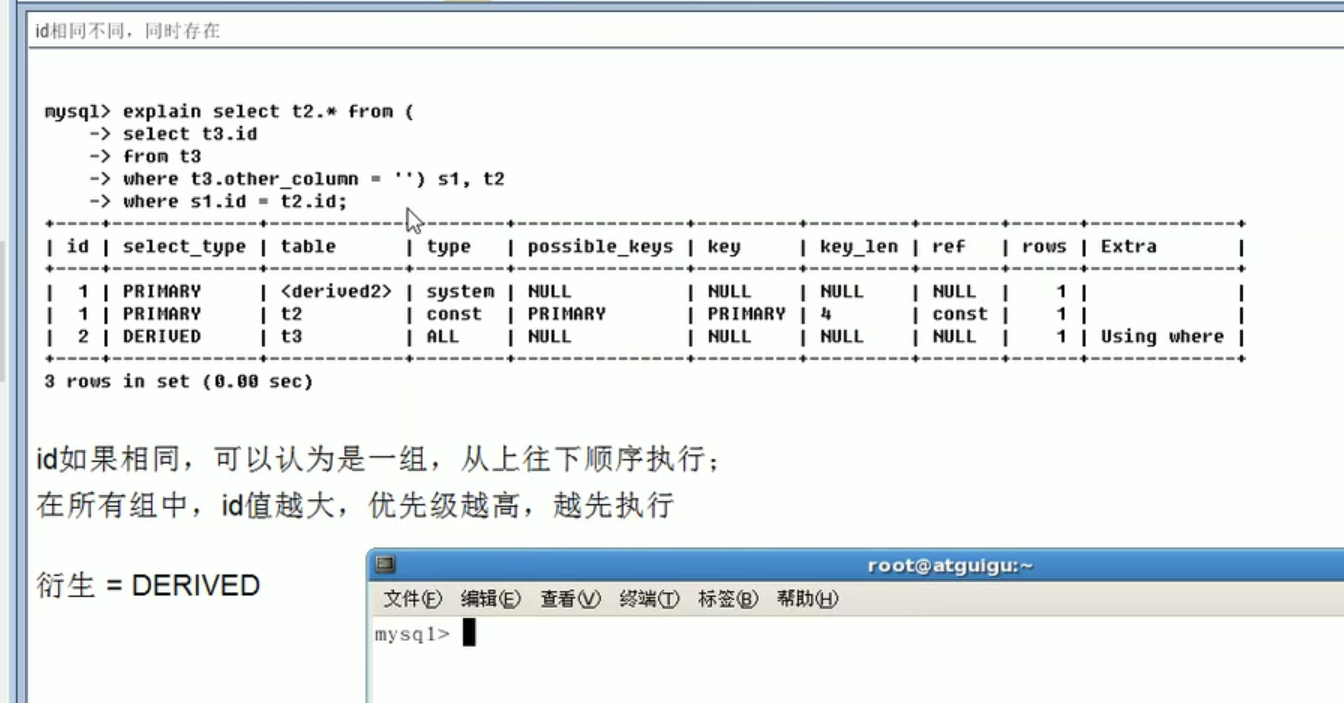 id相同不同，同时存在
mysql> explain select t2.* from (
    -> select t3.id
    -> from t3
    -> where t3.other_column = '') s1, t2
    -> where s1.id = t2.id;
+----+-------------+------------+--------+---------------+---------+---------+-------+------+-------------+
| id | select_type | table      | type   | possible_keys | key     | key_len | ref   | rows | Extra       |
+----+-------------+------------+--------+---------------+---------+---------+-------+------+-------------+
|  1 | PRIMARY     | <derived2> | system | NULL          | NULL    | NULL    | NULL  |    1 |             |
|  1 | PRIMARY     | t2         | const  | PRIMARY       | PRIMARY | 4       | const |    1 |             |
|  2 | DERIVED     | t3         | ALL    | NULL          | NULL    | NULL    | NULL  |    1 | Using where |
+----+-------------+------------+--------+---------------+---------+---------+-------+------+-------------+
3 rows in set (0.00 sec)
id如果相同，可以认为是一组，从上往下顺序执行；
在所有组中，id值越大，优先级越高，越先执行
衍生 = DERIVED
root@atguigu:~
文件(F) 编辑(E) 查看(V) 终端(T) 标签(B) 帮助(H)
mysql>